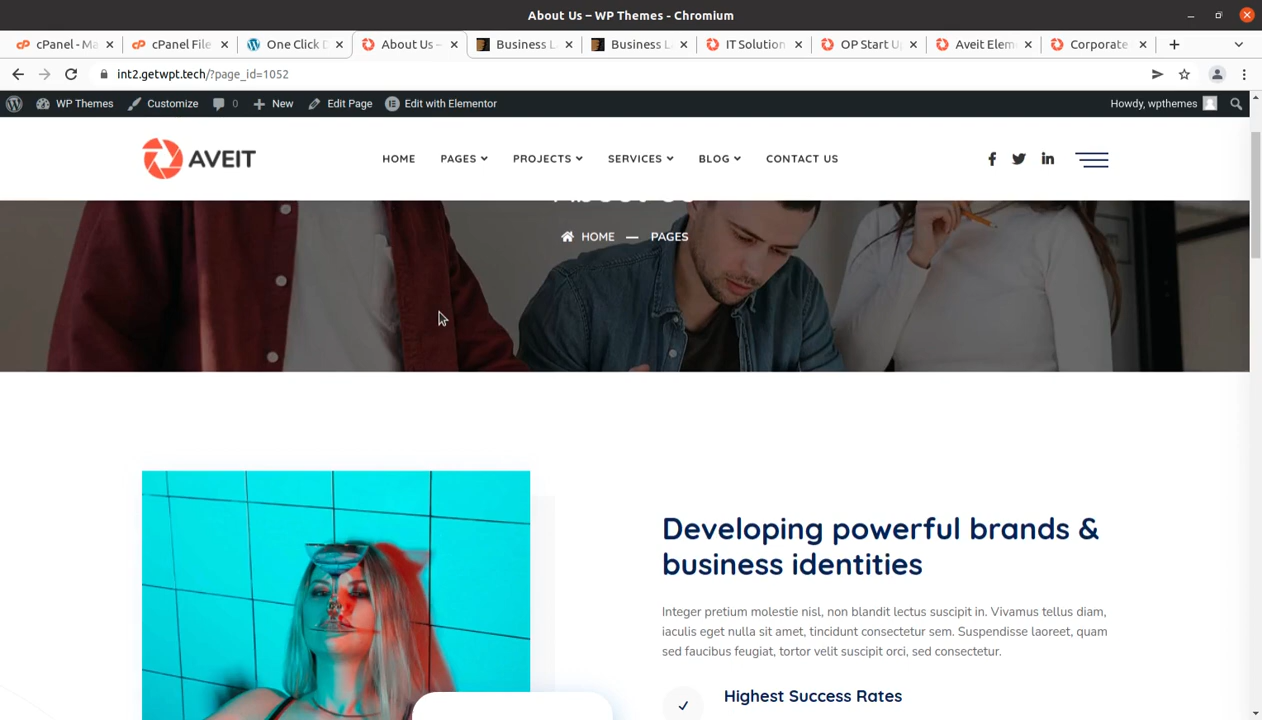 About Us – WP Themes - Chromium
cPanel - Ma
cPanel File
One Click D
About Us –
Business L
Business L
IT Solution
OP Start U
Aveit Elem
Corporate
int2.getwpt.tech/?page_id=1052
WP Themes
Customize
0
New
Edit Page
Edit with Elementor
Howdy, wpthemes
AVEIT
HOME
PAGES
PROJECTS
SERVICES
BLOG
CONTACT US
About Us
HOME — PAGES
Developing powerful brands &
business identities
Integer pretium molestie nisl, non blandit lectus suscipit in. Vivamus tellus diam,
iaculis eget nulla sit amet, tincidunt consectetur sem. Suspendisse laoreet, quam
sed faucibus feugiat, tortor velit suscipit orci, sed consectetur.
Highest Success Rates